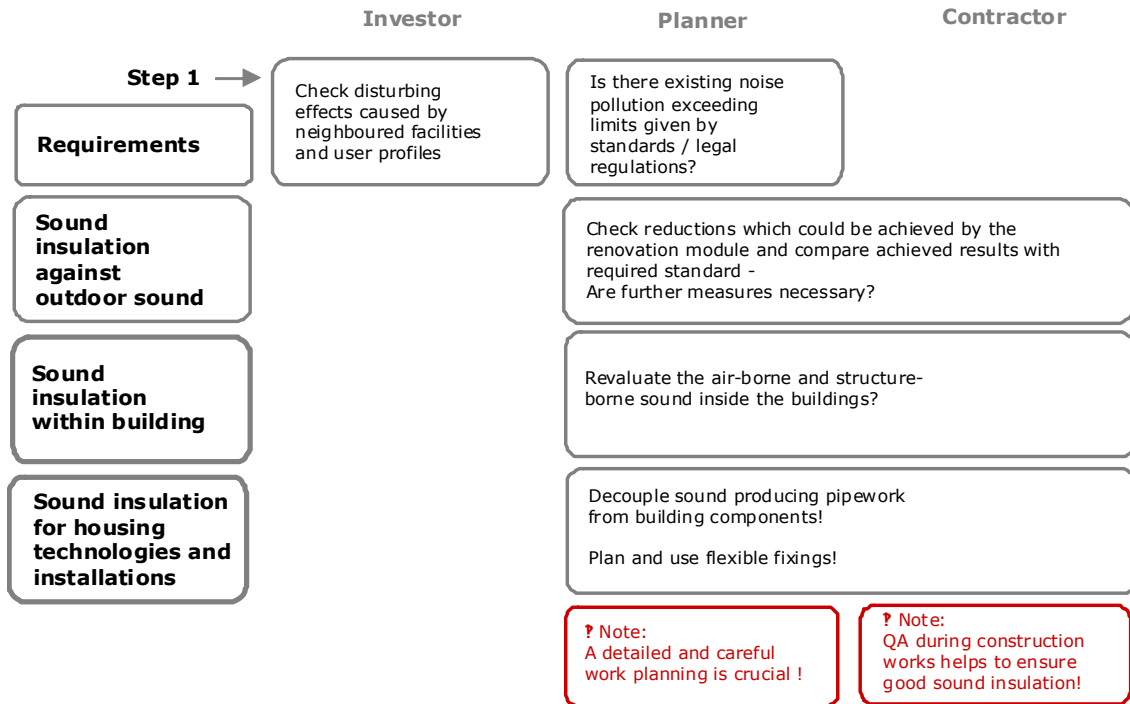 Investor
Planner
Contractor
Step 1
Check disturbing
effects caused by
neighboured facilities
and user profiles
Is there existing noise
pollution exceeding
limits given by
standards / legal
regulations?
Requirements
Sound
insulation
against
outdoor sound
Check reductions which could be achieved by the
renovation module and compare achieved results with
required standard -
Are further measures necessary?
Sound
insulation
within building
Revaluate the air-borne and structure-
borne sound inside the buildings?
Sound insulation
for housing
technologies and
installations
Decouple sound producing pipework
from building components!
Plan and use flexible fixings!
‽ Note:
A detailed and careful
work planning is crucial !
‽ Note:
QA during construction
works helps to ensure
good sound insulation!